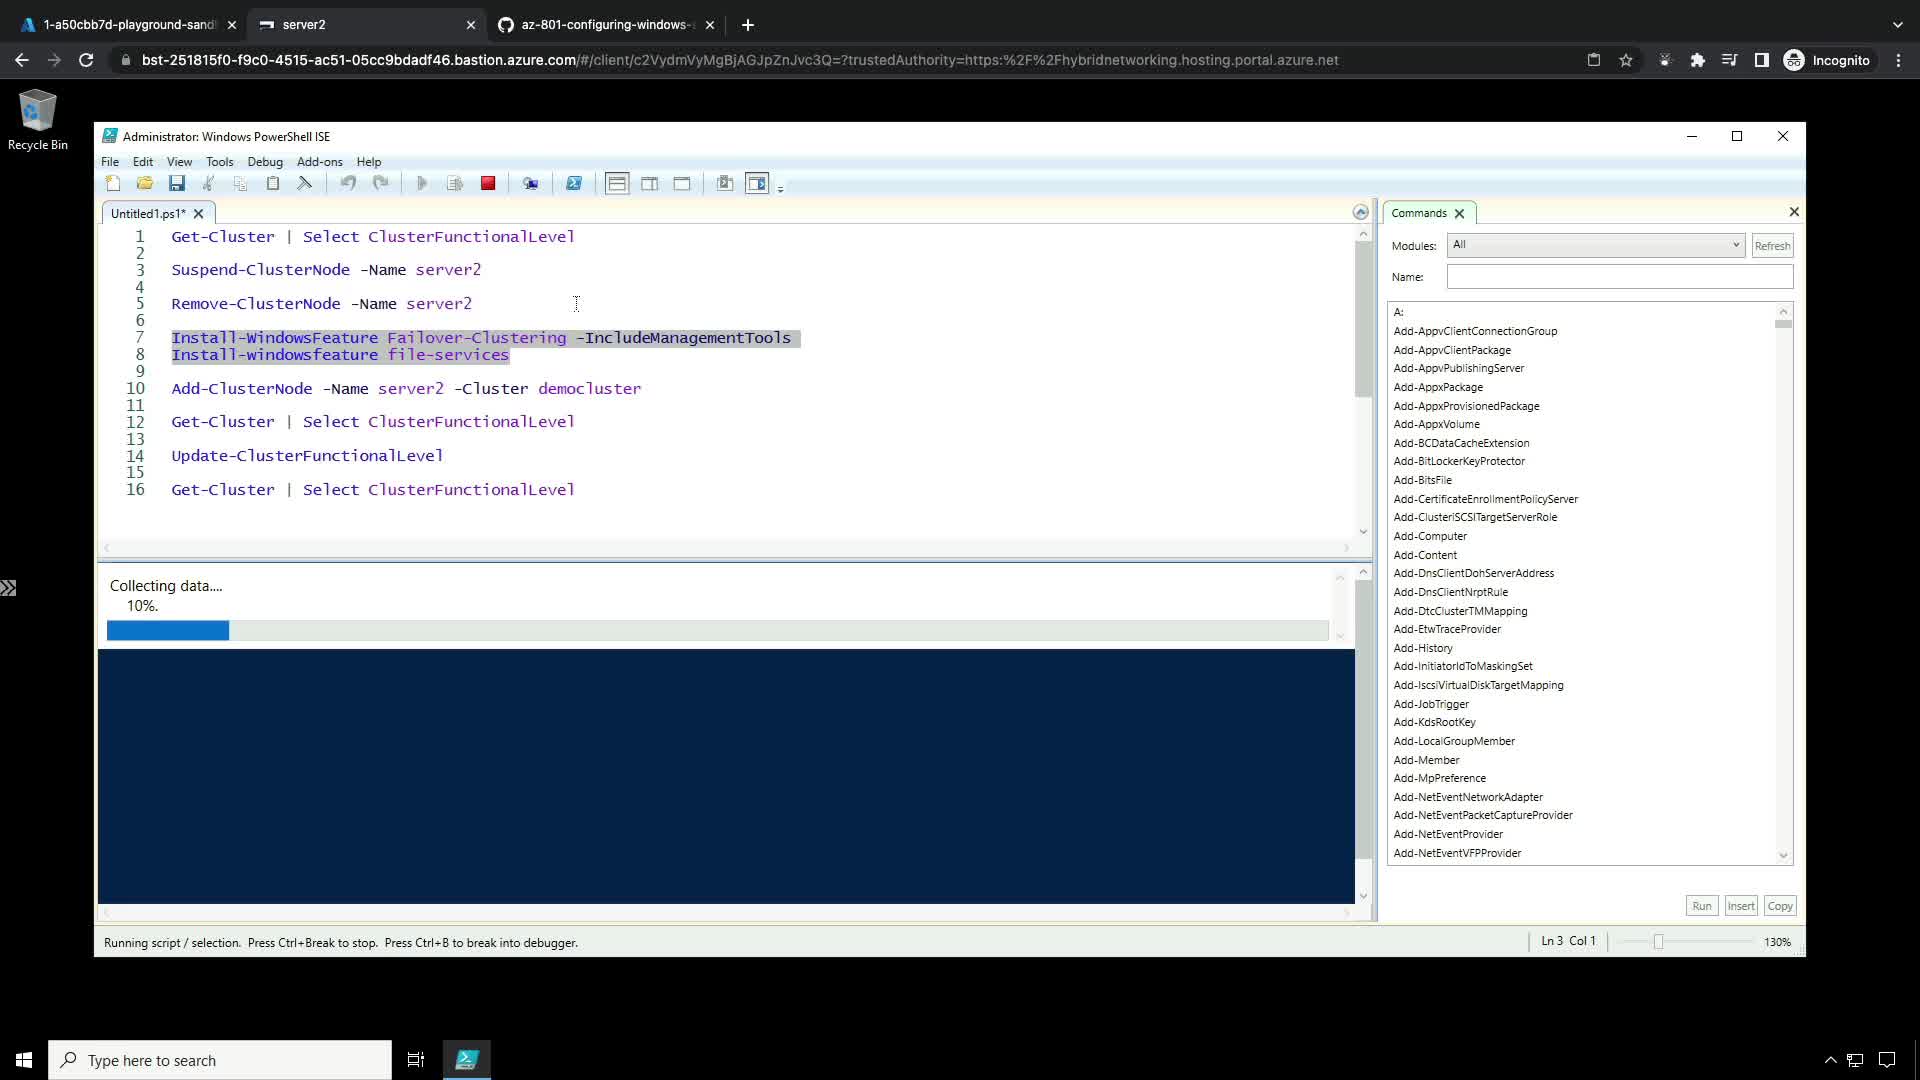 1-a50cbb7d-playground-sand
server2
az-801-configuring-windows-s
bst-251815f0-f9c0-4515-ac51-05cc9bdadf46.bastion.azure.com/#/client/c2VydmVyMgBjAGJpZnJvc3Q=?trustedAuthority=https:%2F%2Fhybridnetworking.hosting.portal.azure.net
Incognito
Recycle Bin
Administrator: Windows PowerShell ISE
File Edit View Tools Debug Add-ons Help
Untitled1.ps1*
1 Get-Cluster | Select ClusterFunctionalLevel
2
3 Suspend-ClusterNode -Name server2
4
5 Remove-ClusterNode -Name server2
6
7 Install-WindowsFeature Failover-Clustering -IncludeManagementTools
8 Install-windowsfeature file-services
9
10 Add-ClusterNode -Name server2 -Cluster democluster
11
12 Get-Cluster | Select ClusterFunctionalLevel
13
14 Update-ClusterFunctionalLevel
15
16 Get-Cluster | Select ClusterFunctionalLevel
Collecting data....
10%.
Commands
Modules: All Refresh
Name:
A:
Add-AppvClientConnectionGroup
Add-AppvClientPackage
Add-AppvPublishingServer
Add-AppxPackage
Add-AppxProvisionedPackage
Add-AppxVolume
Add-BCDataCacheExtension
Add-BitLockerKeyProtector
Add-BitsFile
Add-CertificateEnrollmentPolicyServer
Add-ClusteriSCSITargetServerRole
Add-Computer
Add-Content
Add-DnsClientDohServerAddress
Add-DnsClientNrptRule
Add-DtcClusterTMMapping
Add-EtwTraceProvider
Add-History
Add-InitiatorIdToMaskingSet
Add-IscsiVirtualDiskTargetMapping
Add-JobTrigger
Add-KdsRootKey
Add-LocalGroupMember
Add-Member
Add-MpPreference
Add-NetEventNetworkAdapter
Add-NetEventPacketCaptureProvider
Add-NetEventProvider
Add-NetEventVFPProvider
Run Insert Copy
Running script / selection. Press Ctrl+Break to stop. Press Ctrl+B to break into debugger.
Ln 3 Col 1
130%
Type here to search